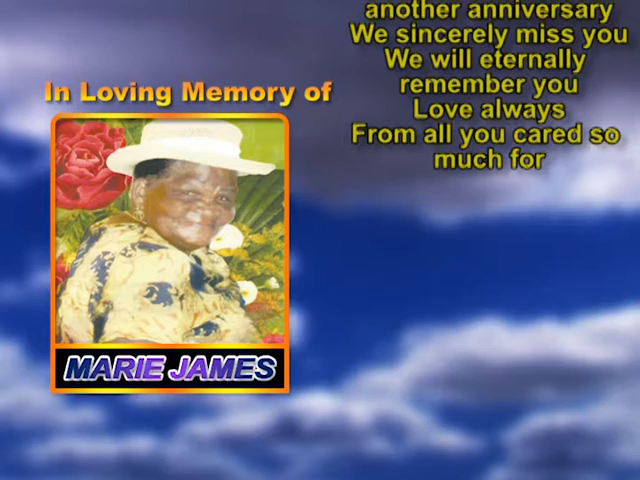 In Loving Memory of
MARIE JAMES
another anniversary
We sincerely miss you
We will eternally
remember you
Love always
From all you cared so
much for